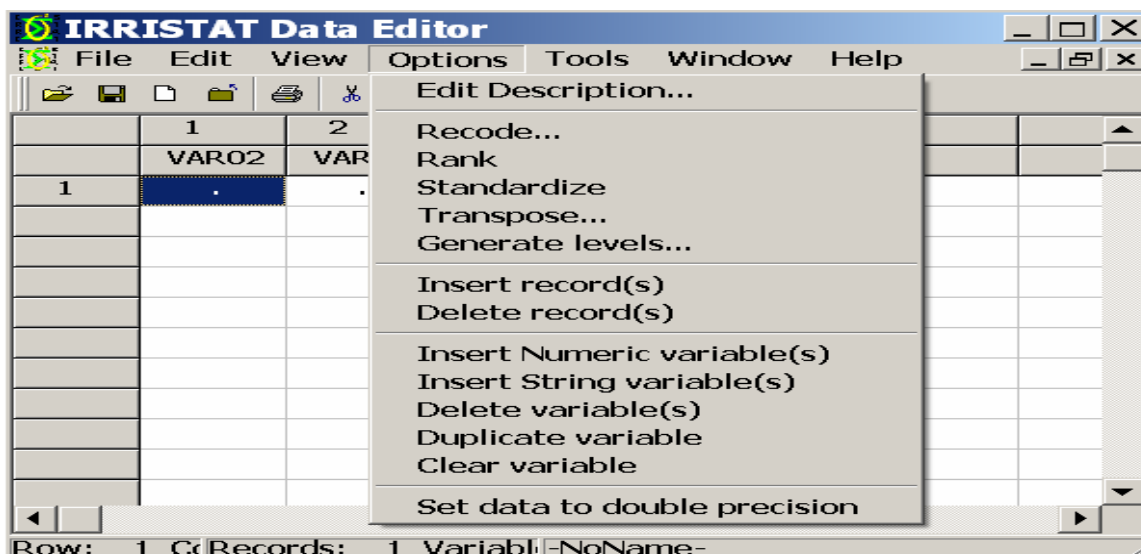 IRRISTAT Data Editor
File Edit View Options Tools Window Help
Edit Description...
1 2
Recode...
VAR02 VAR
Rank
1 . .
Standardize
Transpose...
Generate levels...
Insert record(s)
Delete record(s)
Insert Numeric variable(s)
Insert String variable(s)
Delete variable(s)
Duplicate variable
Clear variable
Set data to double precision
Row: 1 Records: 1 Variabl -NoName-